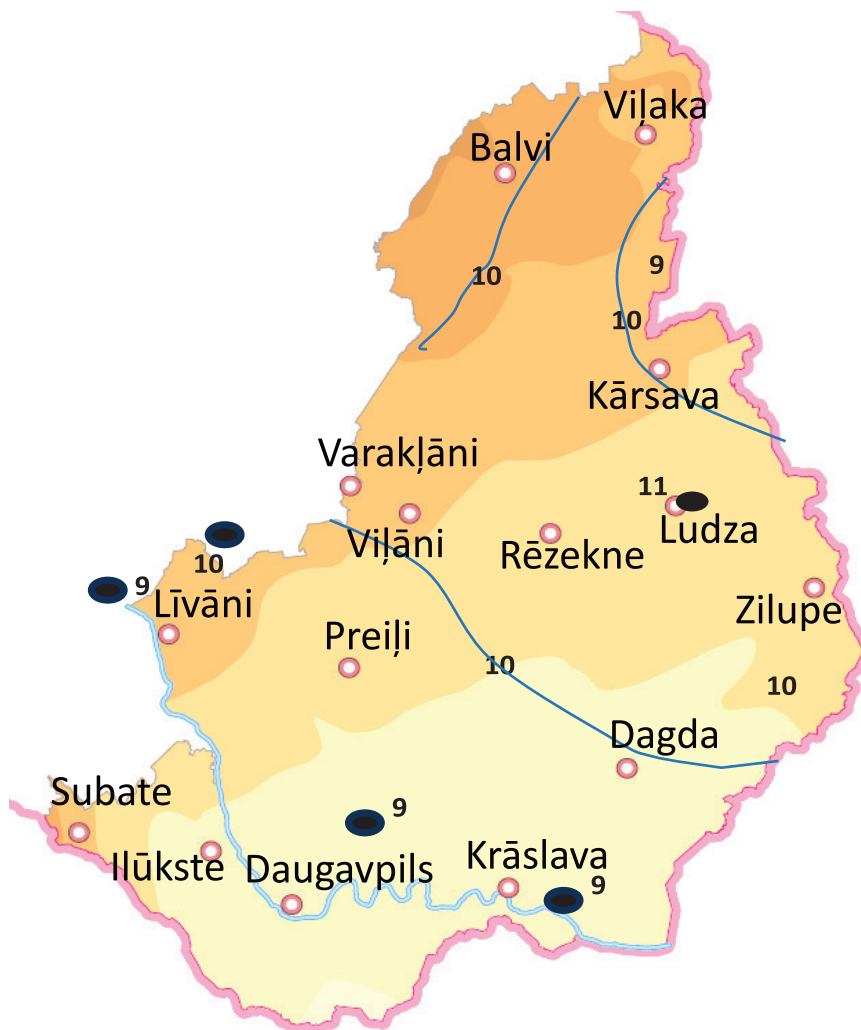 Viļaka
Balvi
9
10
10
Kārsava
Varakļāni
11
Ludza
Viļāni
Rēzekne
10
9
Līvāni
Zilupe
Preiļi
10
10
Dagda
Subate
9
Ilūkste
Daugavpils
Krāslava
9